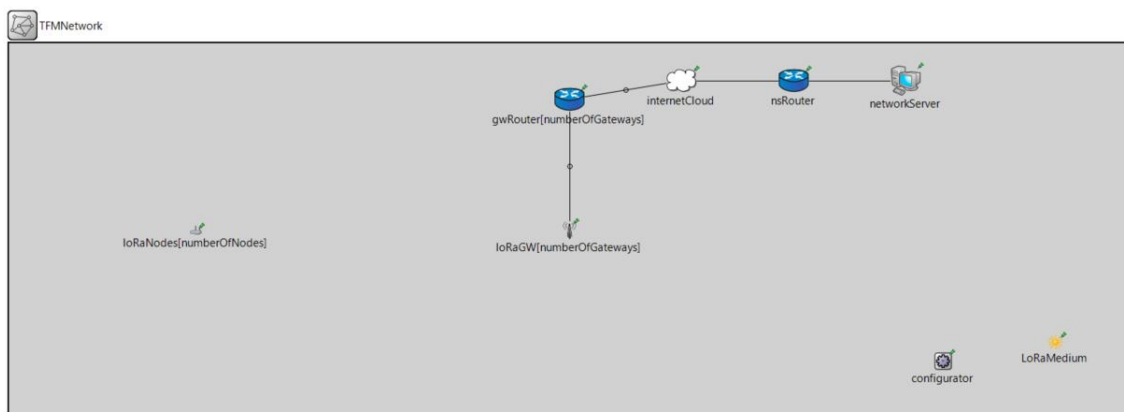 TFMNetwork
internetCloud
nsRouter
networkServer
gwRouter[numberOfGateways]
loRaNodes[numberOfNodes]
loRaGW[numberOfGateways]
LoRaMedium
configurator